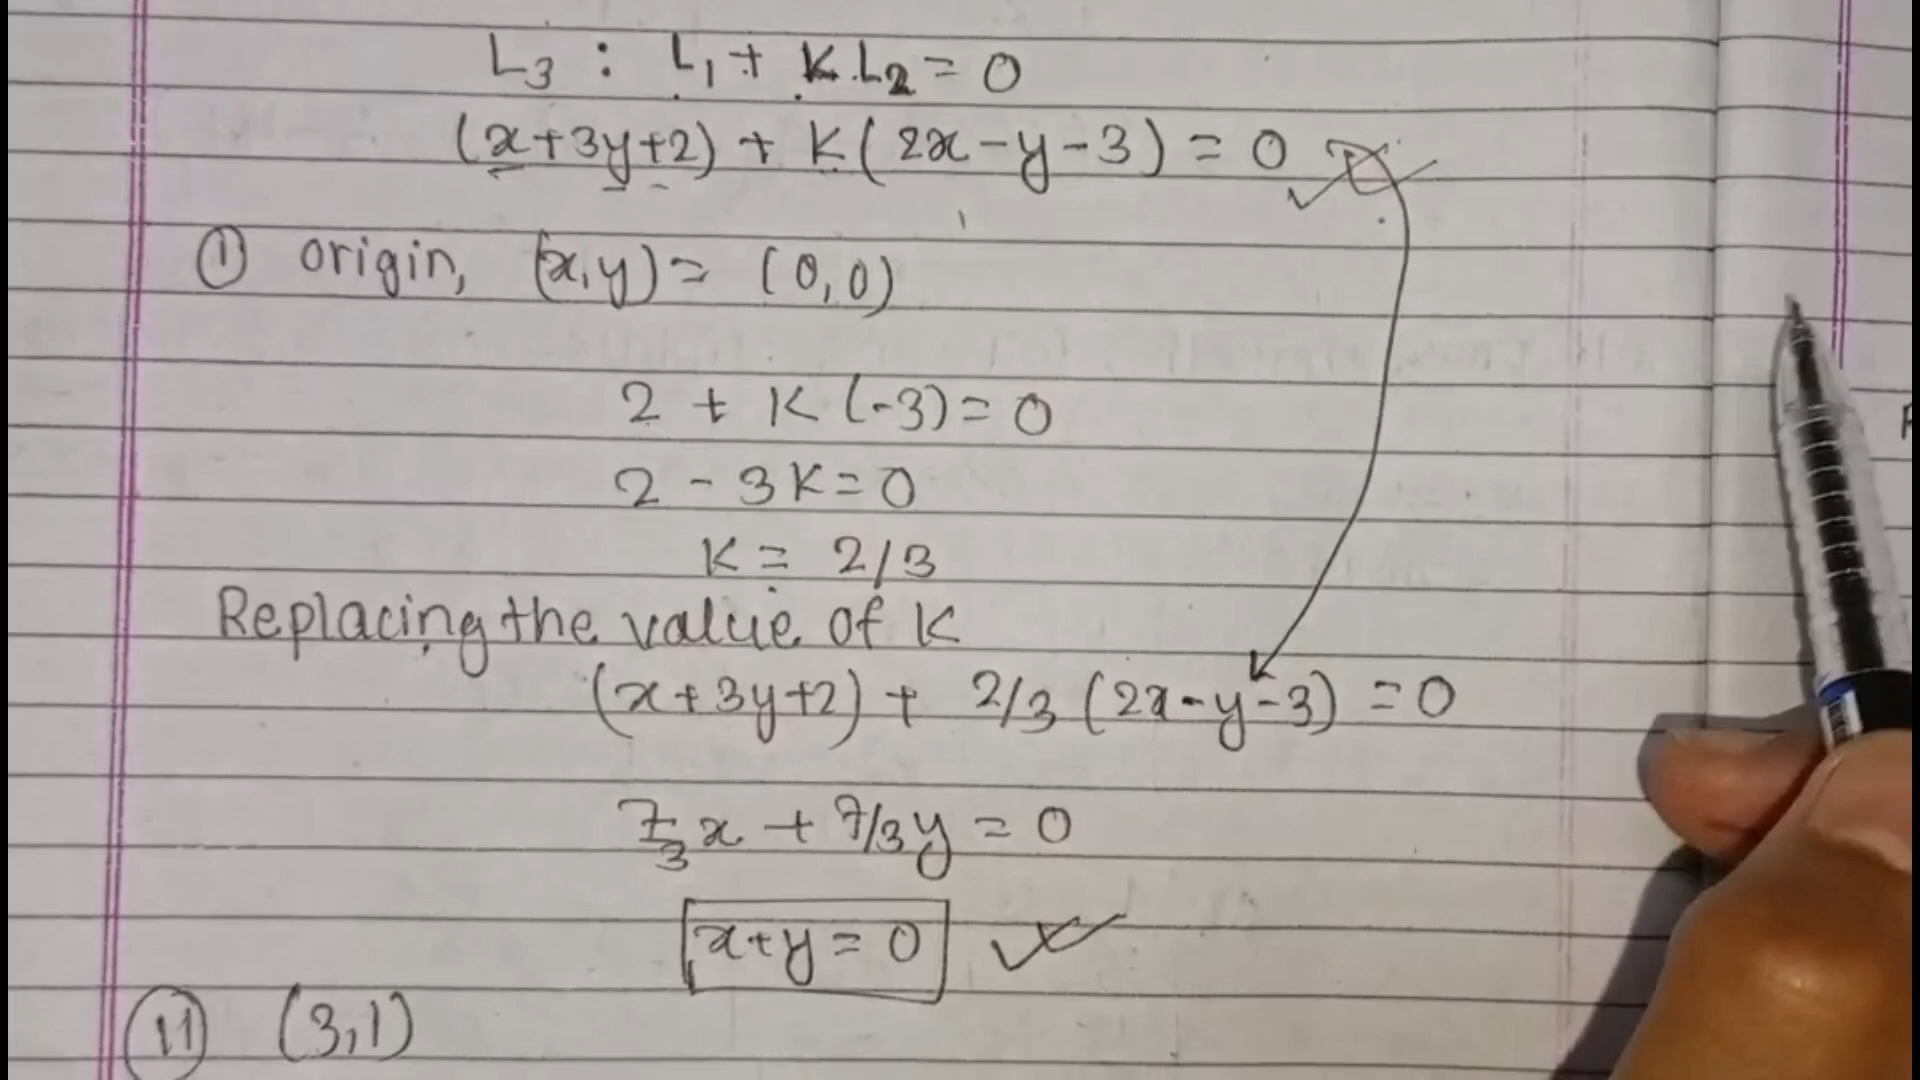 L₃ : L₁ + K.L₂ = 0
(x+3y+2) + K(2x-y-3) = 0
① origin, (x,y) = (0,0)
2 + K(-3) = 0
2 - 3K = 0
K = 2/3
Replacing the value of K
(x+3y+2) + 2/3 (2x-y-3) = 0
7/3 x + 7/3 y = 0
x+y = 0
⑪ (3,1)